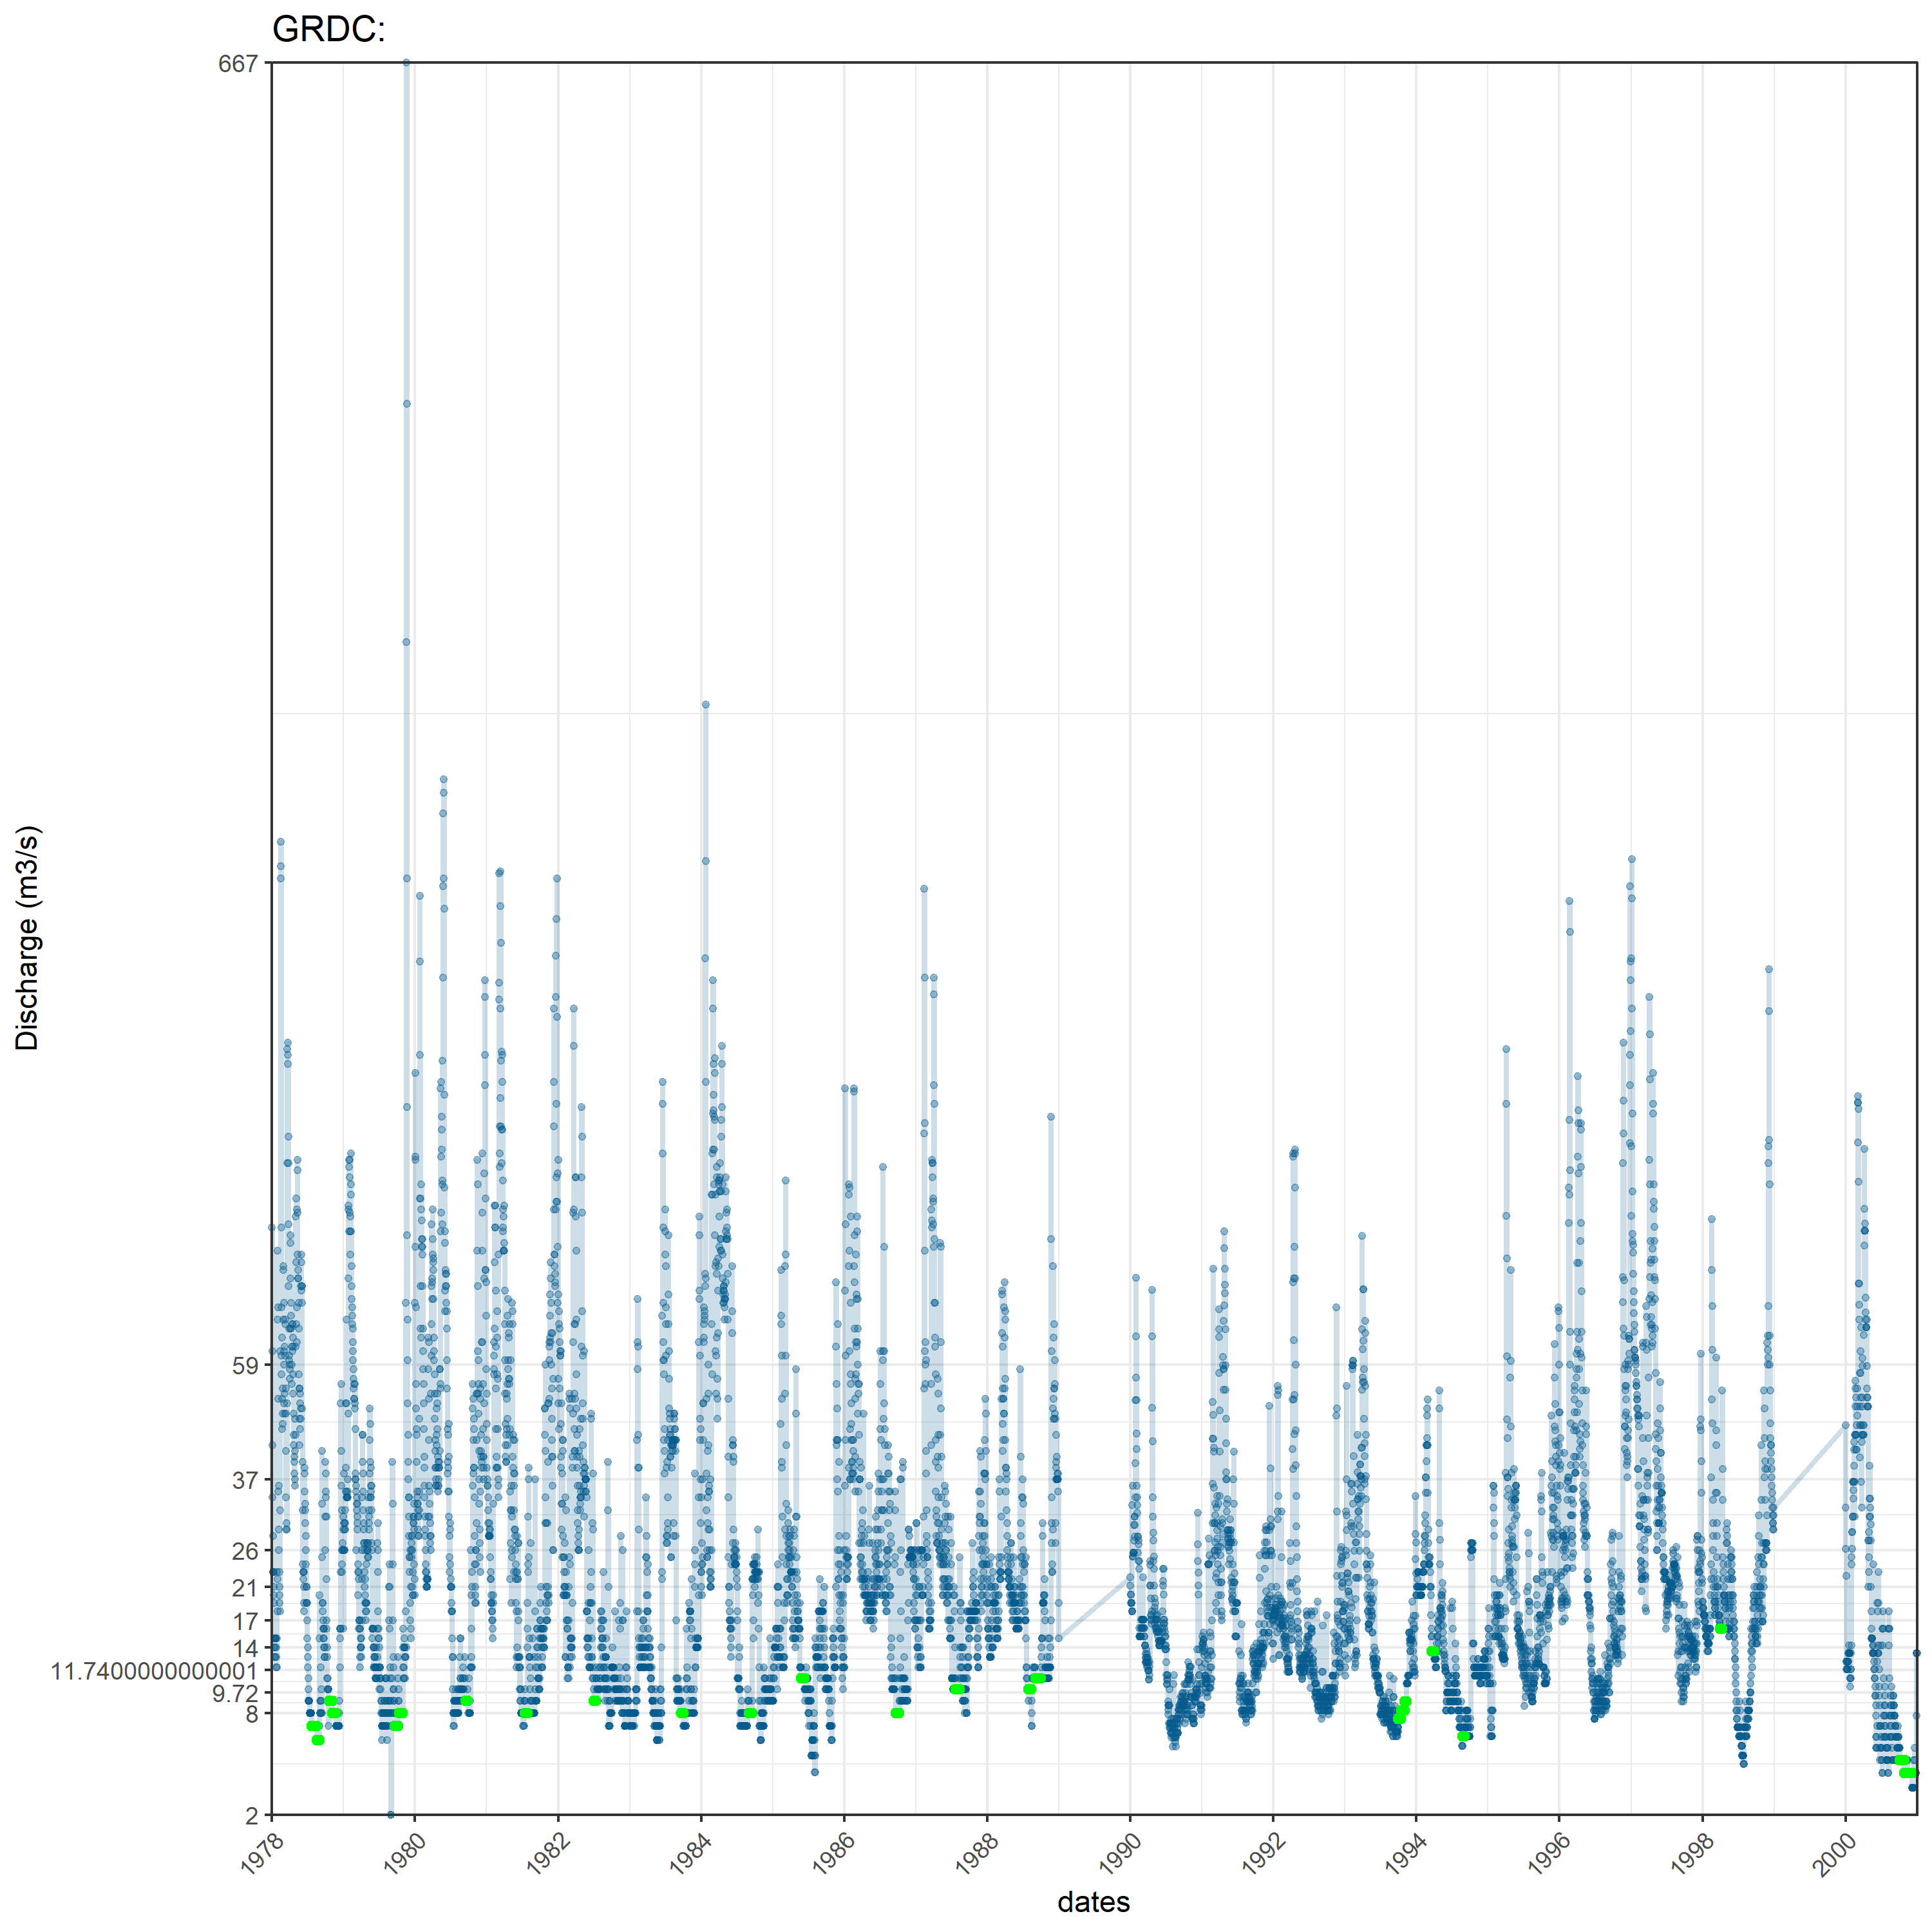 GRDC:
667
59
37
26
21
17
14
11.7400000000001
9.72
8
2
Discharge (m3/s)
1978 1980 1982 1984 1986 1988 1990 1992 1994 1996 1998 2000
dates